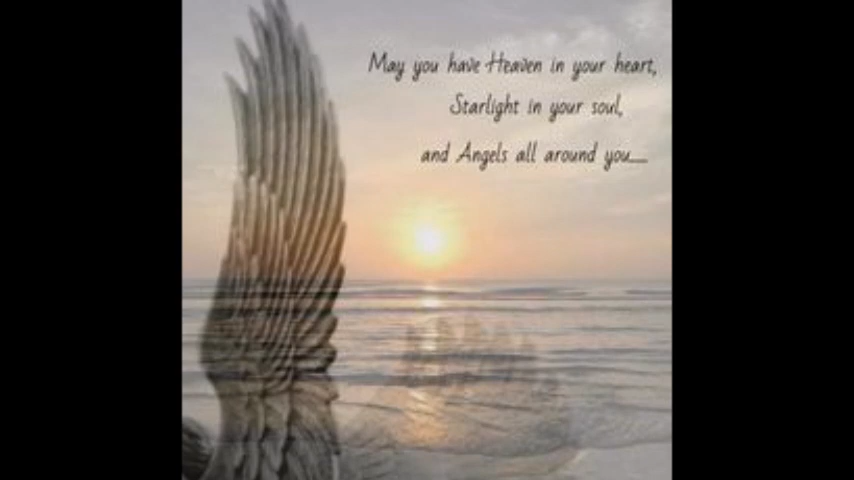 May you have Heaven in your heart,
Starlight in your soul,
and Angels all around you.....